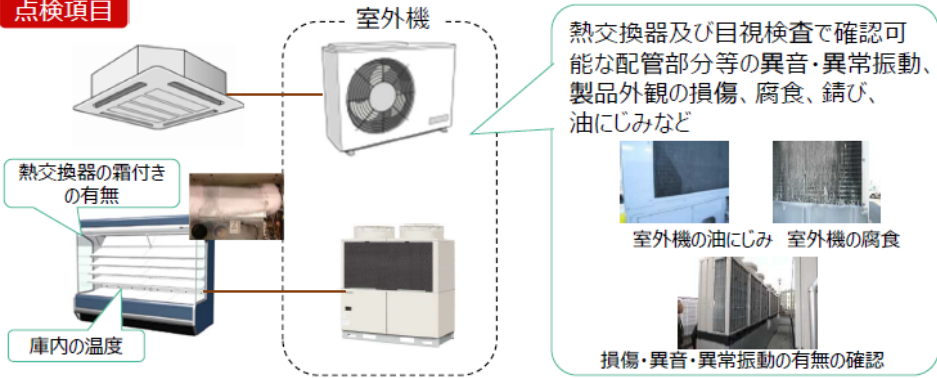 点検項目
室外機
熱交換器及び目視検査で確認可
能な配管部分等の異音・異常振動、
製品外観の損傷、腐食、錆び、
油にじみなど
熱交換器の霜付き
の有無
室外機の油にじみ 室外機の腐食
庫内の温度
損傷・異音・異常振動の有無の確認